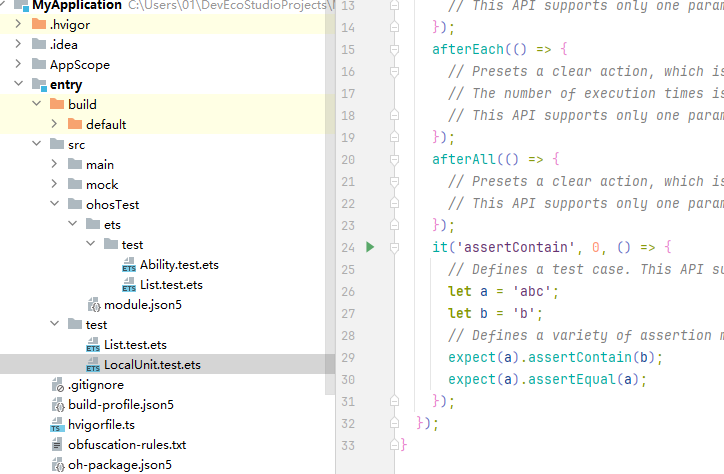 MyApplication C:\Users\01\DevEcoStudioProjects\
.hvigor
.idea
AppScope
entry
build
default
src
main
mock
ohosTest
ets
test
Ability.test.ets
List.test.ets
module.json5
test
List.test.ets
LocalUnit.test.ets
.gitignore
build-profile.json5
hvigorfile.ts
obfuscation-rules.txt
oh-package.json5
13 // This API supports only one para
14 });
15 afterEach(() => {
16 // Presets a clear action, which is
17 // The number of execution times is
18 // This API supports only one para
19 });
20 afterAll(() => {
21 // Presets a clear action, which is
22 // This API supports only one para
23 });
24 it('assertContain', 0, () => {
25 // Defines a test case. This API su
26 let a = 'abc';
27 let b = 'b';
28 // Defines a variety of assertion m
29 expect(a).assertContain(b);
30 expect(a).assertEqual(a);
31 });
32 });
33 }